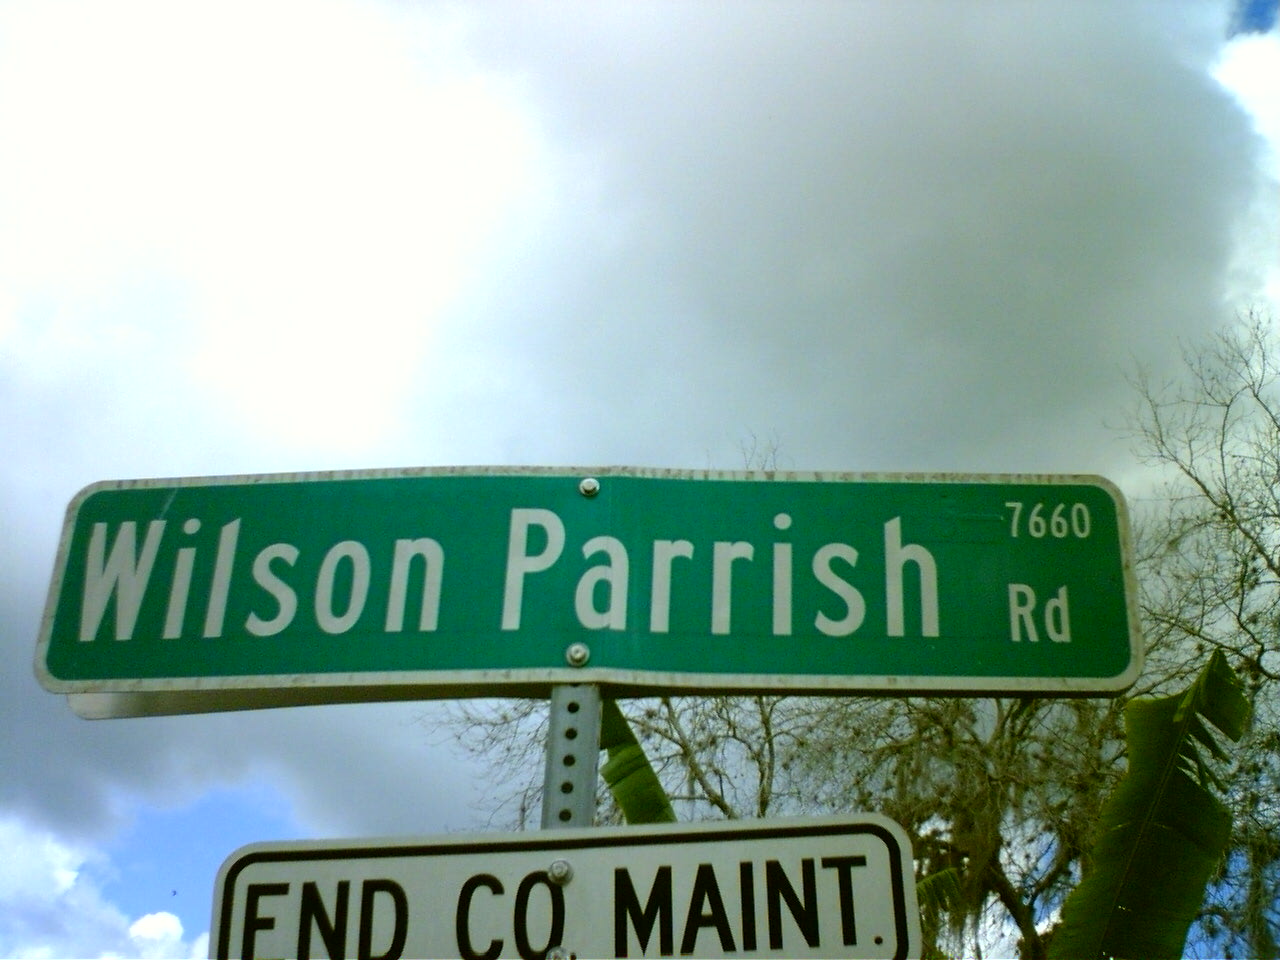 Wilson Parrish Rd 7660
END CO. MAINT.